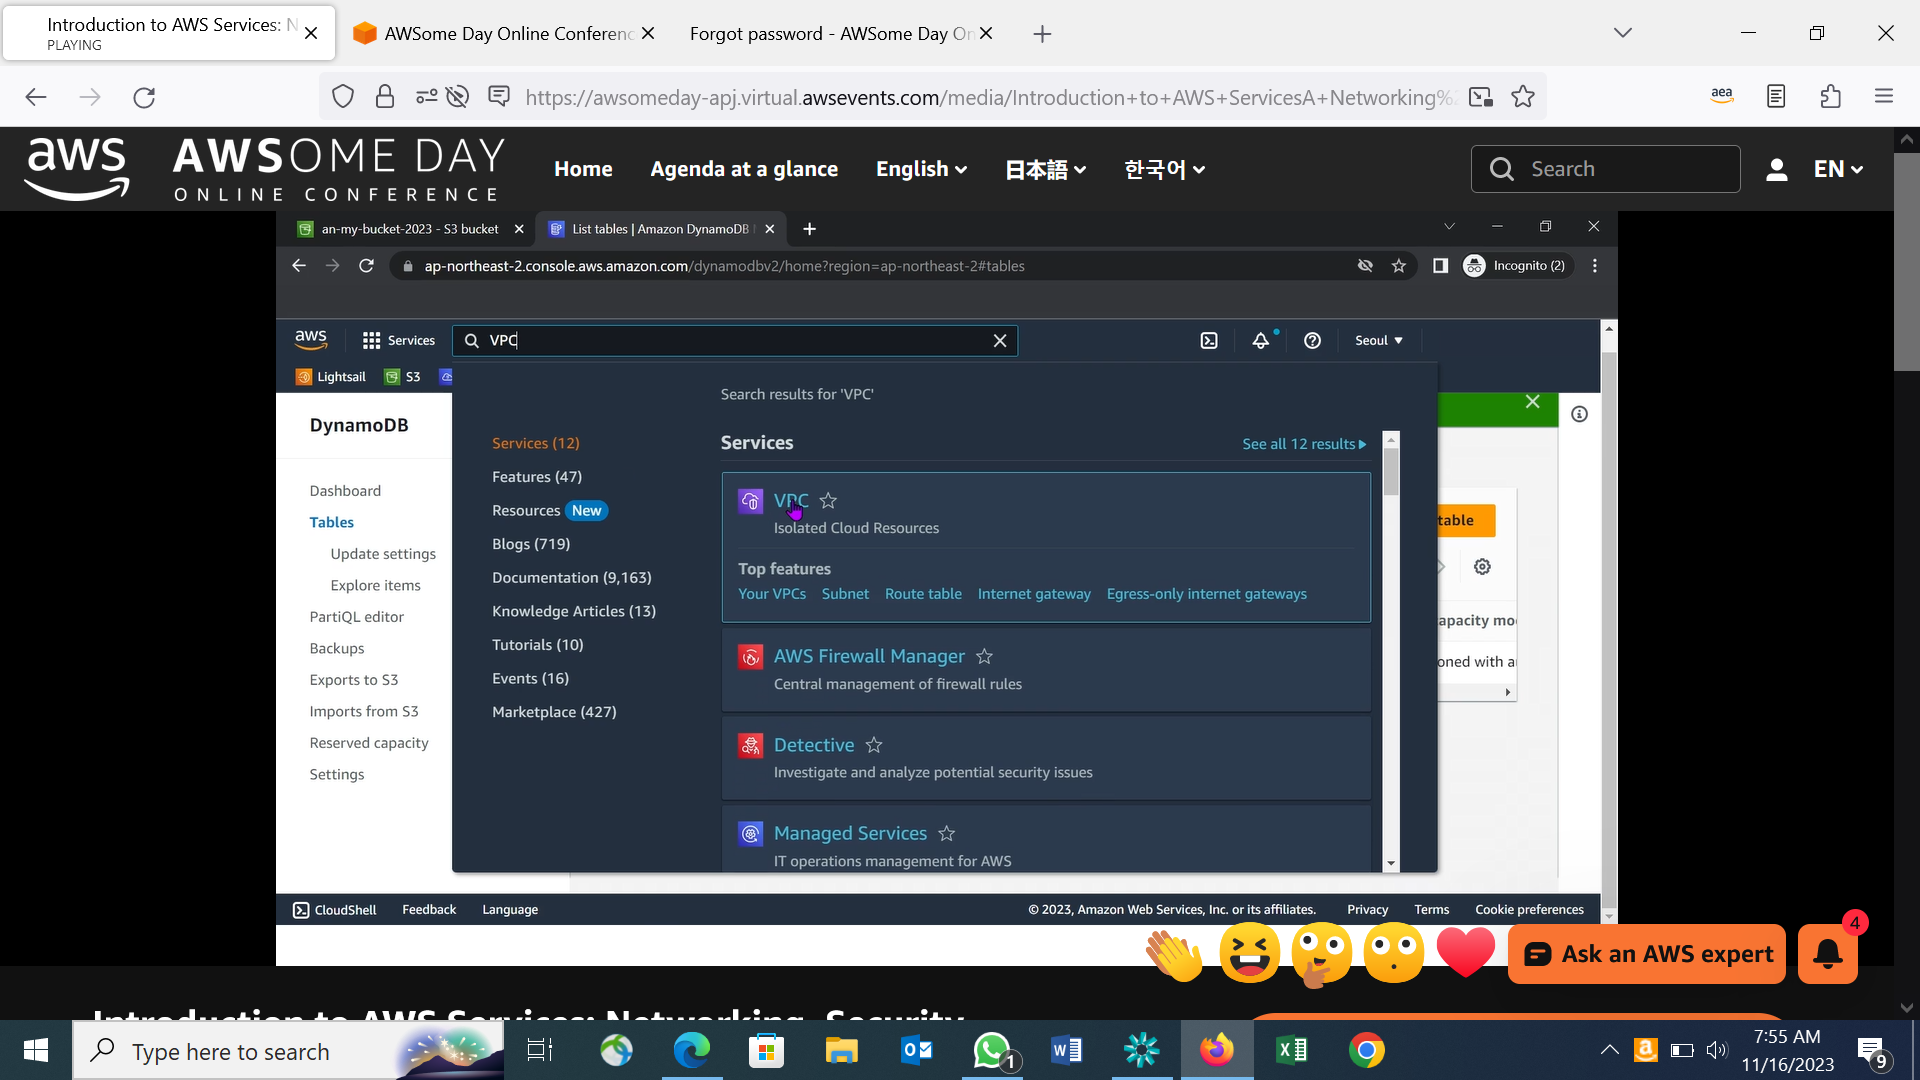 Introduction to AWS Services: N
PLAYING
AWSome Day Online Conferenc
Forgot password - AWSome Day On
https://awsomeday-apj.virtual.awsevents.com/media/Introduction+to+AWS+ServicesA+Networking%
aea
aws
AWSOME DAY
ONLINE CONFERENCE
Home
Agenda at a glance
English
日本語
한국어
Search
EN
an-my-bucket-2023 - S3 bucket
List tables | Amazon DynamoDB
ap-northeast-2.console.aws.amazon.com/dynamodbv2/home?region=ap-northeast-2#tables
Incognito (2)
aws
Services
VPC
Seoul
Lightsail
S3
Search results for 'VPC'
DynamoDB
Dashboard
Tables
Update settings
Explore items
PartiQL editor
Backups
Exports to S3
Imports from S3
Reserved capacity
Settings
Services (12)
Features (47)
Resources New
Blogs (719)
Documentation (9,163)
Knowledge Articles (13)
Tutorials (10)
Events (16)
Marketplace (427)
Services
See all 12 results
VPC
Isolated Cloud Resources
Top features
Your VPCs Subnet Route table Internet gateway Egress-only internet gateways
AWS Firewall Manager
Central management of firewall rules
Detective
Investigate and analyze potential security issues
Managed Services
IT operations management for AWS
table
apacity mo
oned with a
CloudShell
Feedback
Language
© 2023, Amazon Web Services, Inc. or its affiliates.
Privacy
Terms
Cookie preferences
Ask an AWS expert
4
Introduction to AWS Services: Networking, Security
Type here to search
1
7:55 AM
11/16/2023
9